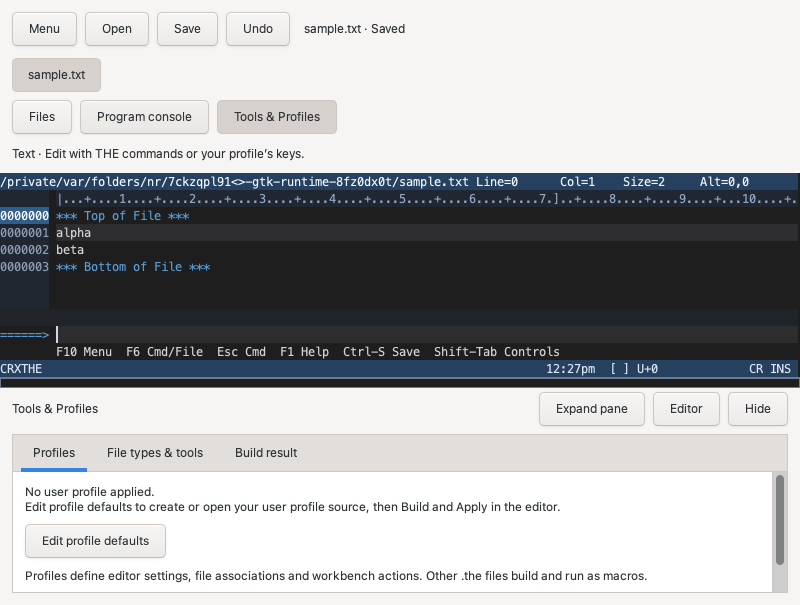 Menu Open Save Undo sample.txt · Saved
sample.txt
Files Program console Tools & Profiles
Text · Edit with THE commands or your profile's keys.
/private/var/folders/nr/7ckzqpl91<>-gtk-runtime-8fz0dx0t/sample.txt Line=0 Col=1 Size=2 Alt=0,0
|...+....1....+....2....+....3....+....4....+....5....+....6....+....7.]..+....8....+....9....+...10....+.
0000000 *** Top of File ***
0000001 alpha
0000002 beta
0000003 *** Bottom of File ***
======>
F10 Menu F6 Cmd/File Esc Cmd F1 Help Ctrl-S Save Shift-Tab Controls
CRXTHE 12:27pm [ ] U+0 CR INS
Tools & Profiles Expand pane Editor Hide
Profiles File types & tools Build result
No user profile applied.
Edit profile defaults to create or open your user profile source, then Build and Apply in the editor.
Edit profile defaults
Profiles define editor settings, file associations and workbench actions. Other .the files build and run as macros.